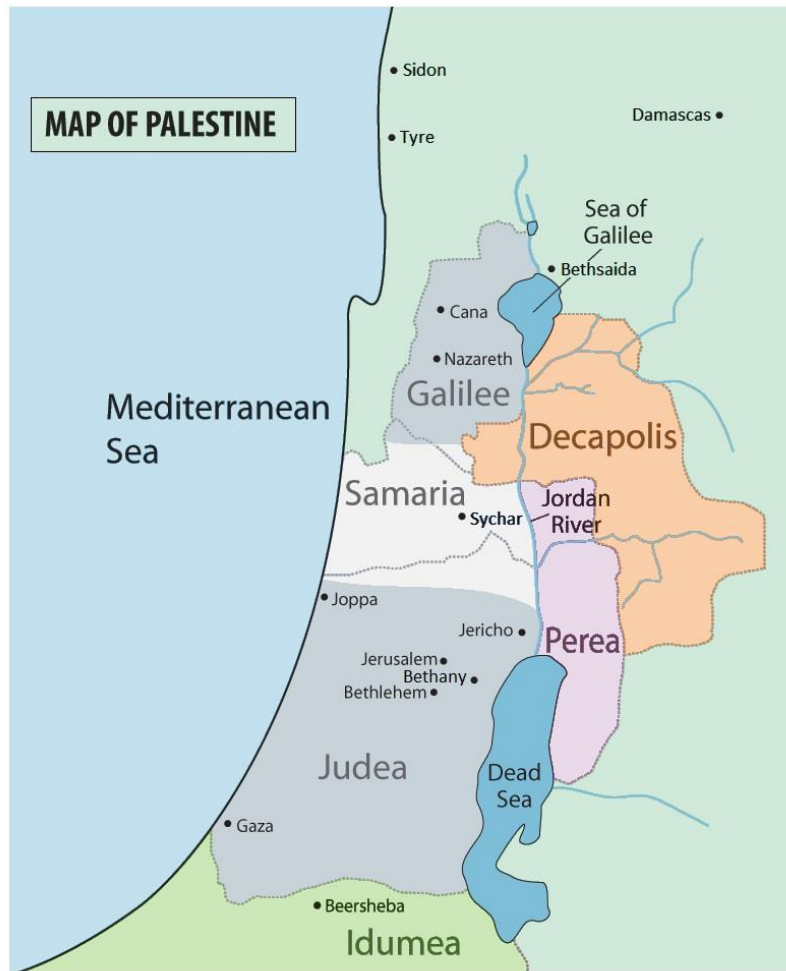 Sidon
MAP OF PALESTINE
Damascas
Tyre
Sea of
Galilee
Bethsaida
Cana
Nazareth
Galilee
Mediterranean
Sea
Decapolis
Samaria
Jordan
River
Sychar
Joppa
Jericho
Perea
Jerusalem
Bethany
Bethlehem
Judea
Dead
Sea
Gaza
Beersheba
Idumea